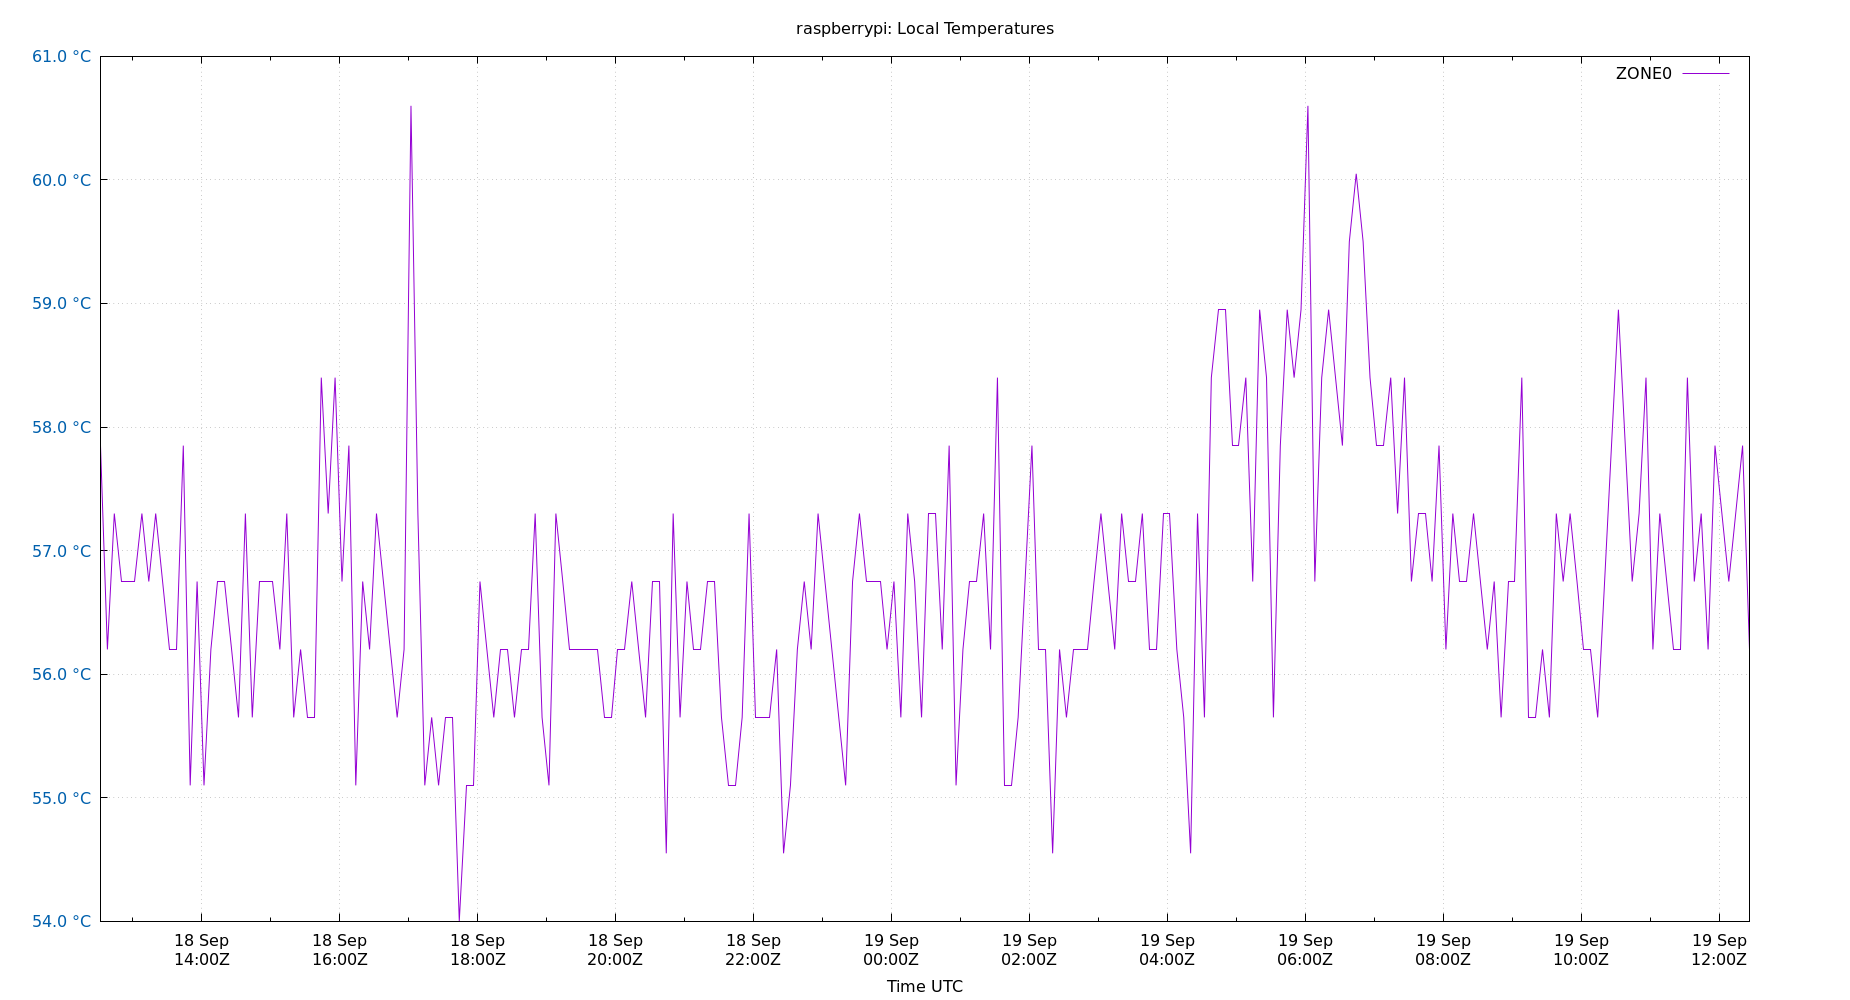 raspberrypi: Local Temperatures
ZONE0
61.0 °C
60.0 °C
59.0 °C
58.0 °C
57.0 °C
56.0 °C
55.0 °C
54.0 °C
18 Sep 18 Sep 18 Sep 18 Sep 18 Sep 19 Sep 19 Sep 19 Sep 19 Sep 19 Sep 19 Sep 19 Sep
14:00Z 16:00Z 18:00Z 20:00Z 22:00Z 00:00Z 02:00Z 04:00Z 06:00Z 08:00Z 10:00Z 12:00Z
Time UTC